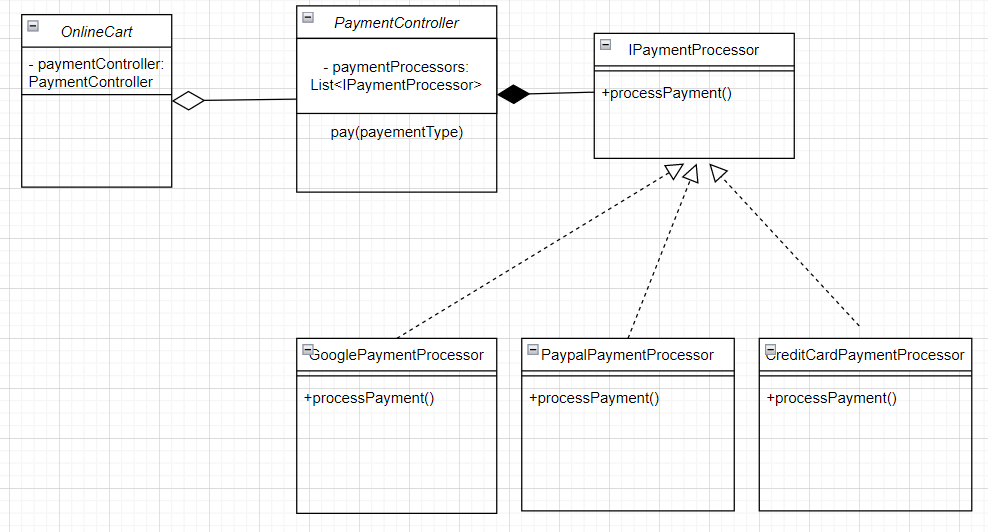 OnlineCart
- paymentController:
PaymentController
PaymentController
- paymentProcessors:
List<IPaymentProcessor>
pay(payementType)
IPaymentProcessor
+processPayment()
GooglePaymentProcessor
+processPayment()
PaypalPaymentProcessor
+processPayment()
CreditCardPaymentProcessor
+processPayment()